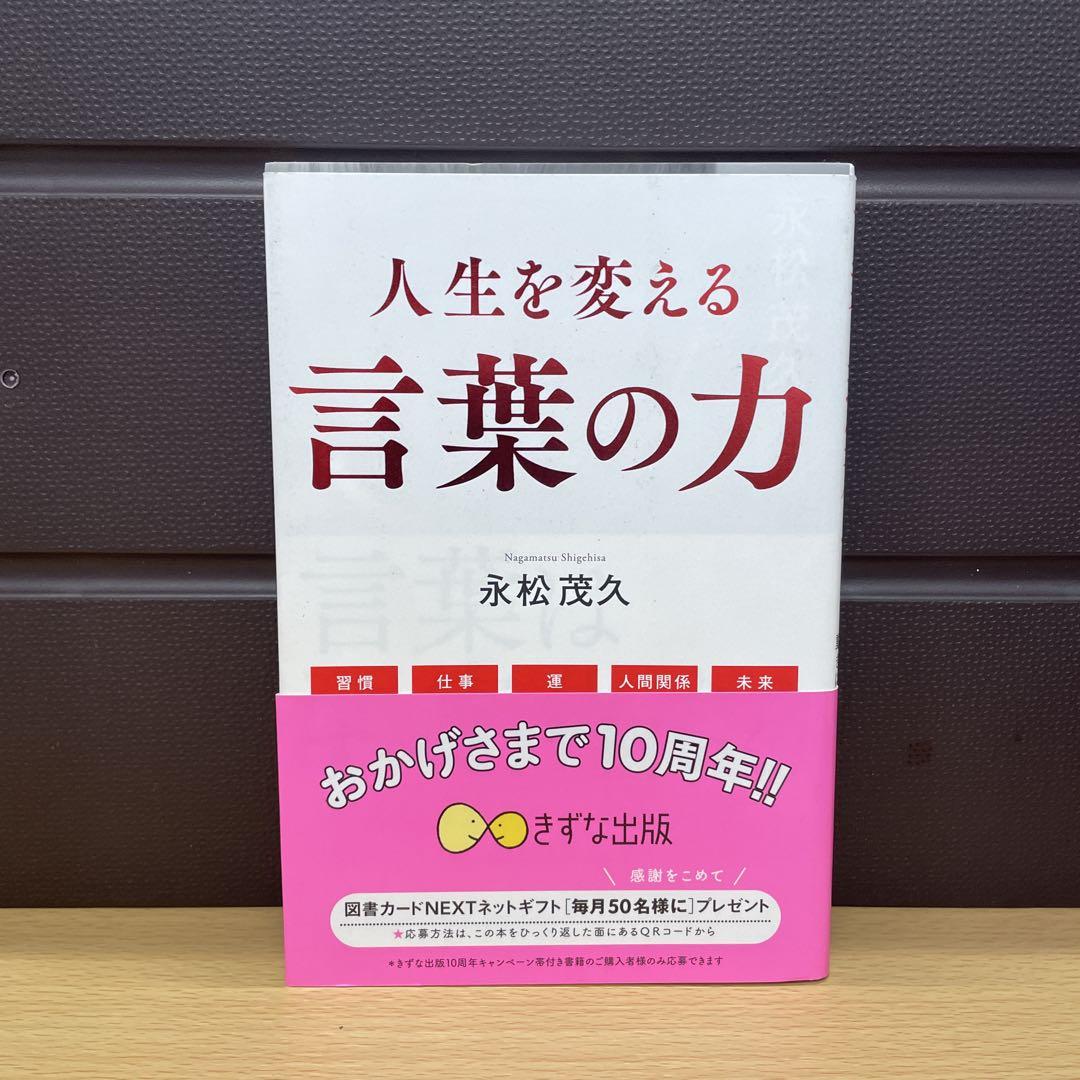 人生を変える
言葉の力
Nagamatsu Shigehisa
永松茂久
習慣
仕事
運
人間関係
未来
おかげさまで10周年!!
きずな出版
\ 感謝をこめて /
図書カードNEXTネットギフト[毎月50名様に]プレゼント
★応募方法は、この本をひっくり返した面にあるQRコードから
*きずな出版10周年キャンペーン帯付き書籍のご購入者様のみ応募できます
言葉は
永松茂久